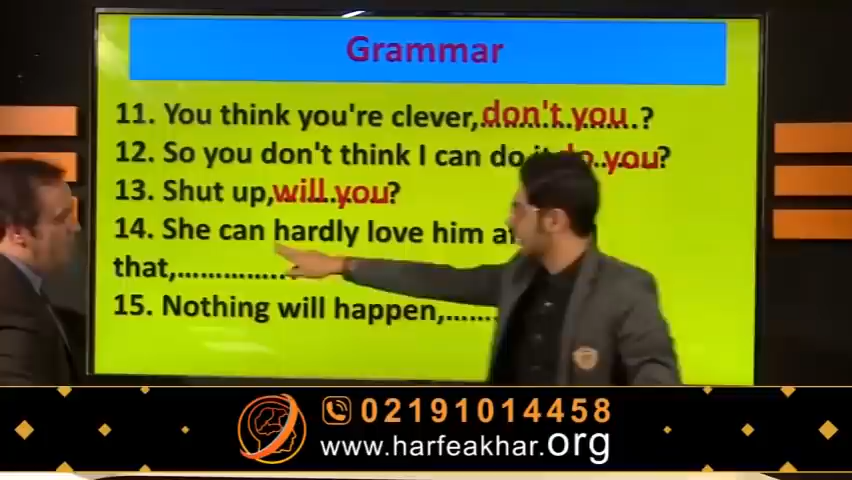 Grammar
11. You think you're clever,don't you......?
12. So you don't think I can do it do..you?
13. Shut up,will you?
14. She can hardly love him
that,...............
15. Nothing will happen,......
02191014458
www.harfeakhar.org